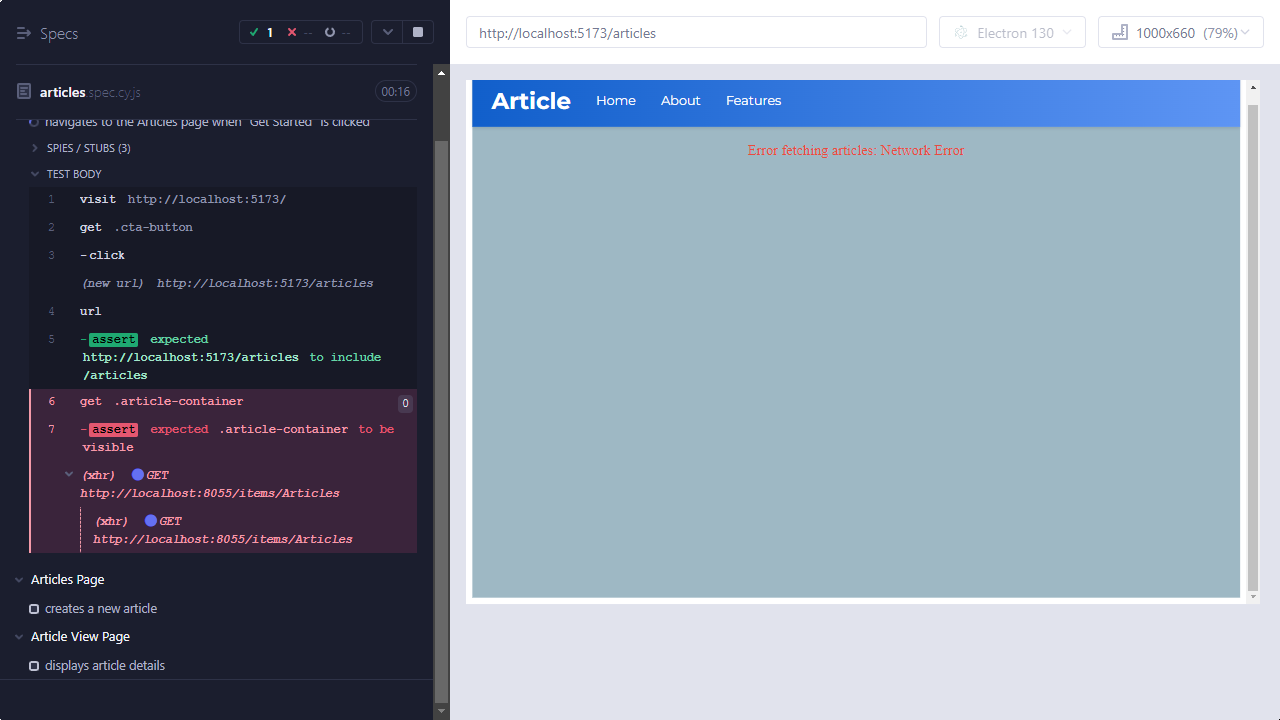 Specs
1
--
--
articles spec.cy.js
00:16
navigates to the Articles page when "Get Started" is clicked
SPIES / STUBS (3)
TEST BODY
1 visit http://localhost:5173/
2 get .cta-button
3 -click
(new url) http://localhost:5173/articles
4 url
5 -assert expected
http://localhost:5173/articles to include
/articles
6 get .article-container 0
7 -assert expected .article-container to be
visible
(xhr) GET
http://localhost:8055/items/Articles
(xhr) GET
http://localhost:8055/items/Articles
Articles Page
creates a new article
Article View Page
displays article details
http://localhost:5173/articles
Electron 130
1000x660 (79%)
Article Home About Features
Error fetching articles: Network Error